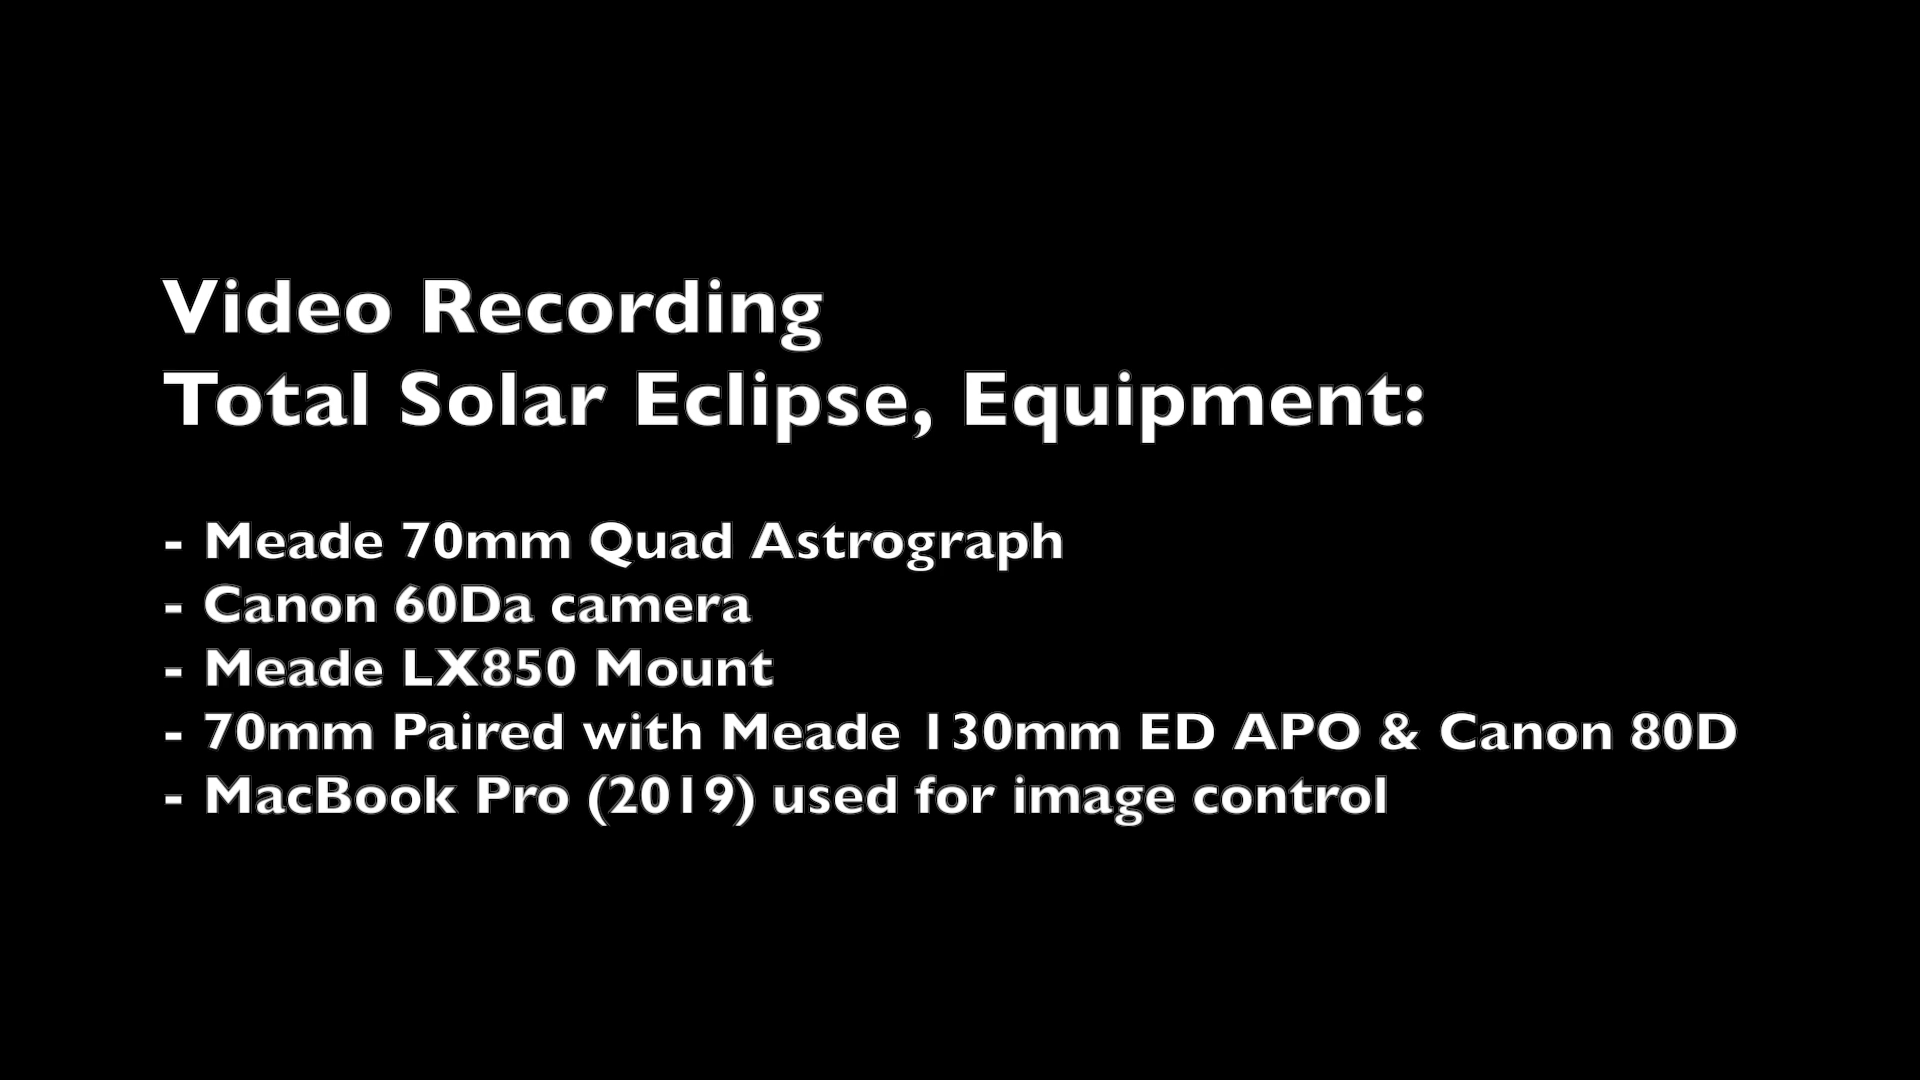 Video Recording
Total Solar Eclipse, Equipment:
- Meade 70mm Quad Astrograph
- Canon 60Da camera
- Meade LX850 Mount
- 70mm Paired with Meade 130mm ED APO & Canon 80D
- MacBook Pro (2019) used for image control